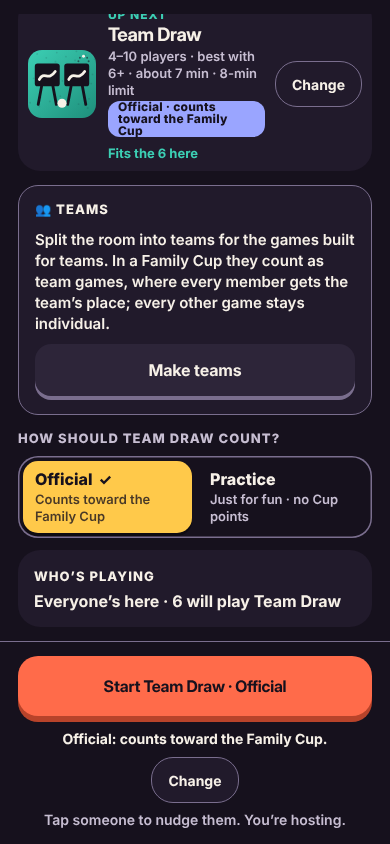 UP NEXT
Team Draw
4–10 players · best with
6+ · about 7 min · 8-min
limit
Official · counts
toward the Family
Cup
Fits the 6 here
Change
👥 TEAMS
Split the room into teams for the games built
for teams. In a Family Cup they count as
team games, where every member gets the
team’s place; every other game stays
individual.
Make teams
HOW SHOULD TEAM DRAW COUNT?
Official ✓
Counts toward the
Family Cup
Practice
Just for fun · no Cup
points
WHO’S PLAYING
Everyone’s here · 6 will play Team Draw
Start Team Draw · Official
Official: counts toward the Family Cup.
Change
Tap someone to nudge them. You’re hosting.